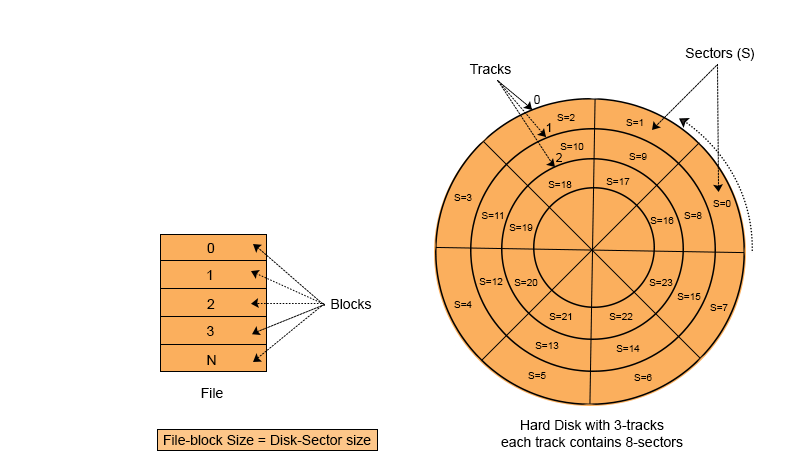 Sectors (S)
Tracks
0
S=2
S=1
1
S=10
S=9
2
S=18
S=17
S=3
S=0
S=11
S=8
S=19
S=16
0
1
2
3
N
Blocks
File
S=12
S=20
S=23
S=15
S=4
S=7
S=21
S=22
S=13
S=14
S=5
S=6
File-block Size = Disk-Sector size
Hard Disk with 3-tracks
each track contains 8-sectors